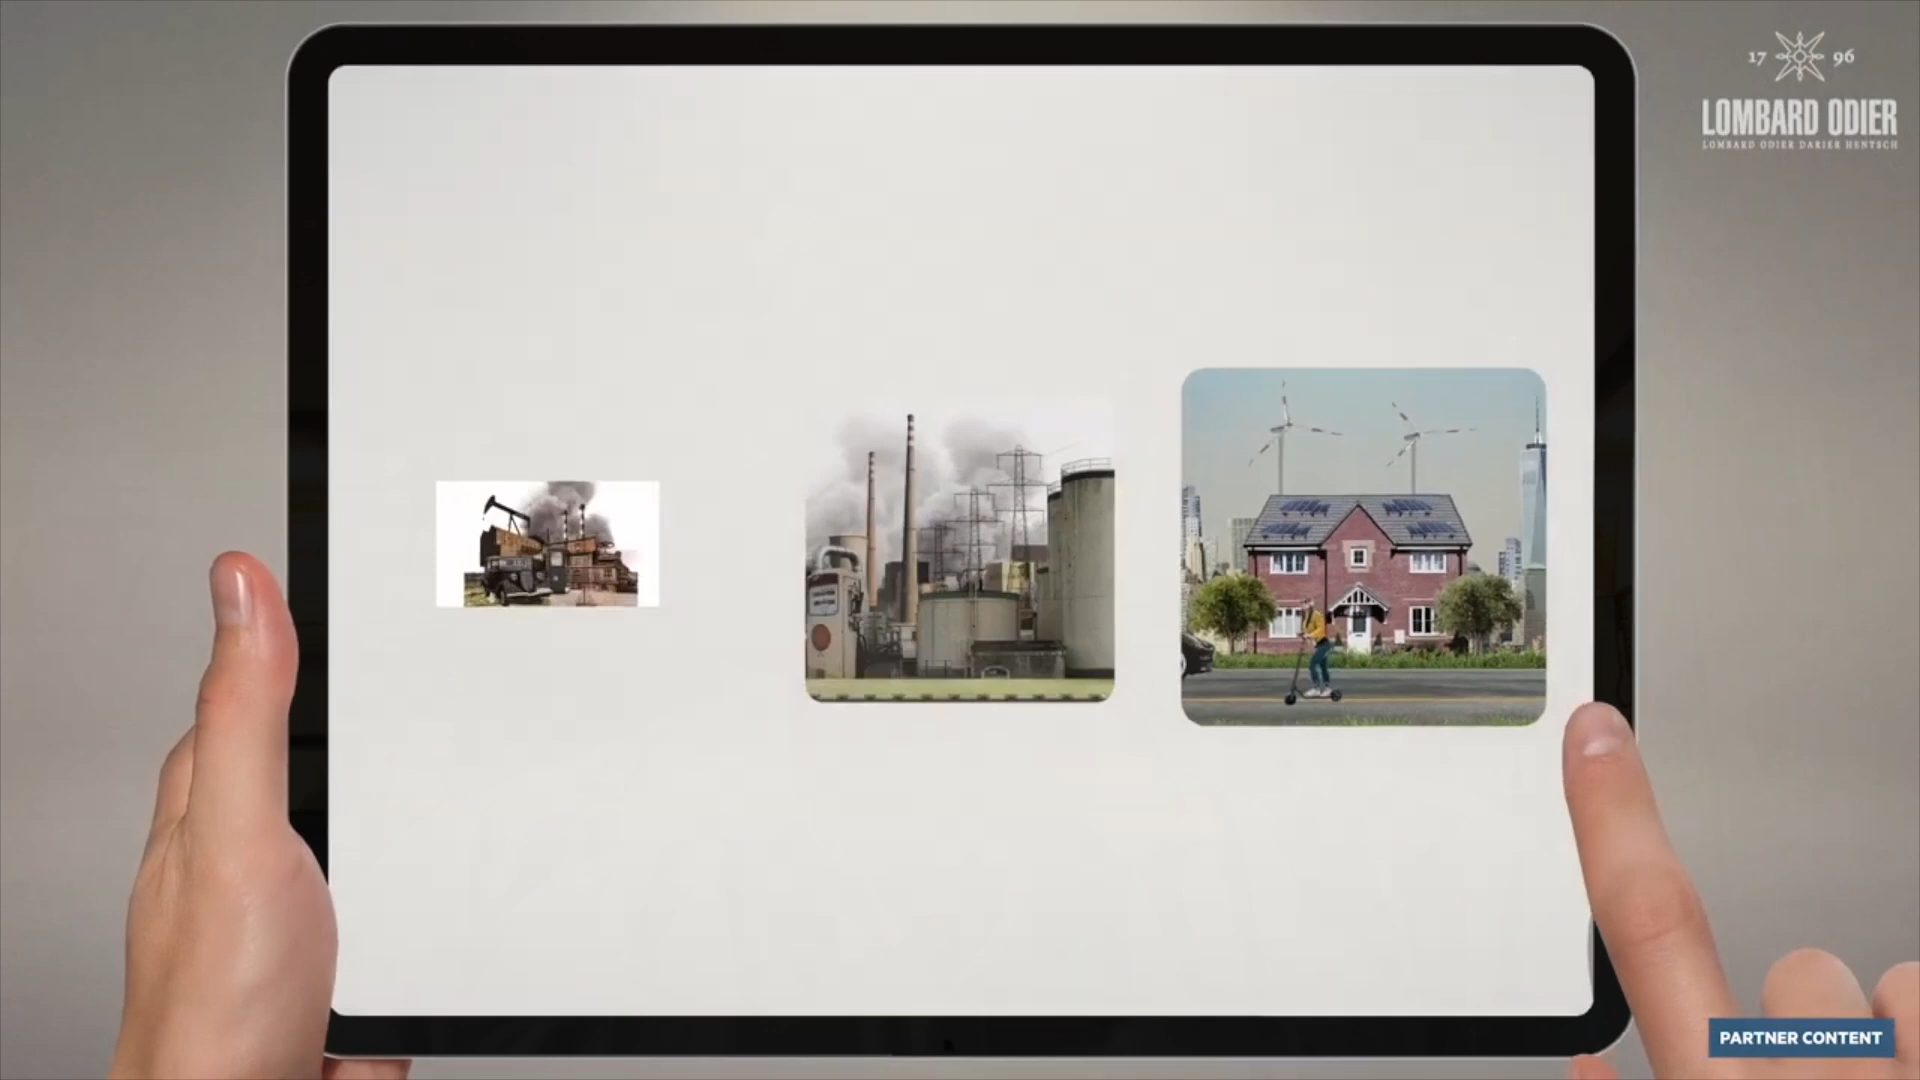 17 96
LOMBARD ODIER
LOMBARD ODIER DARIER HENTSCH
PARTNER CONTENT